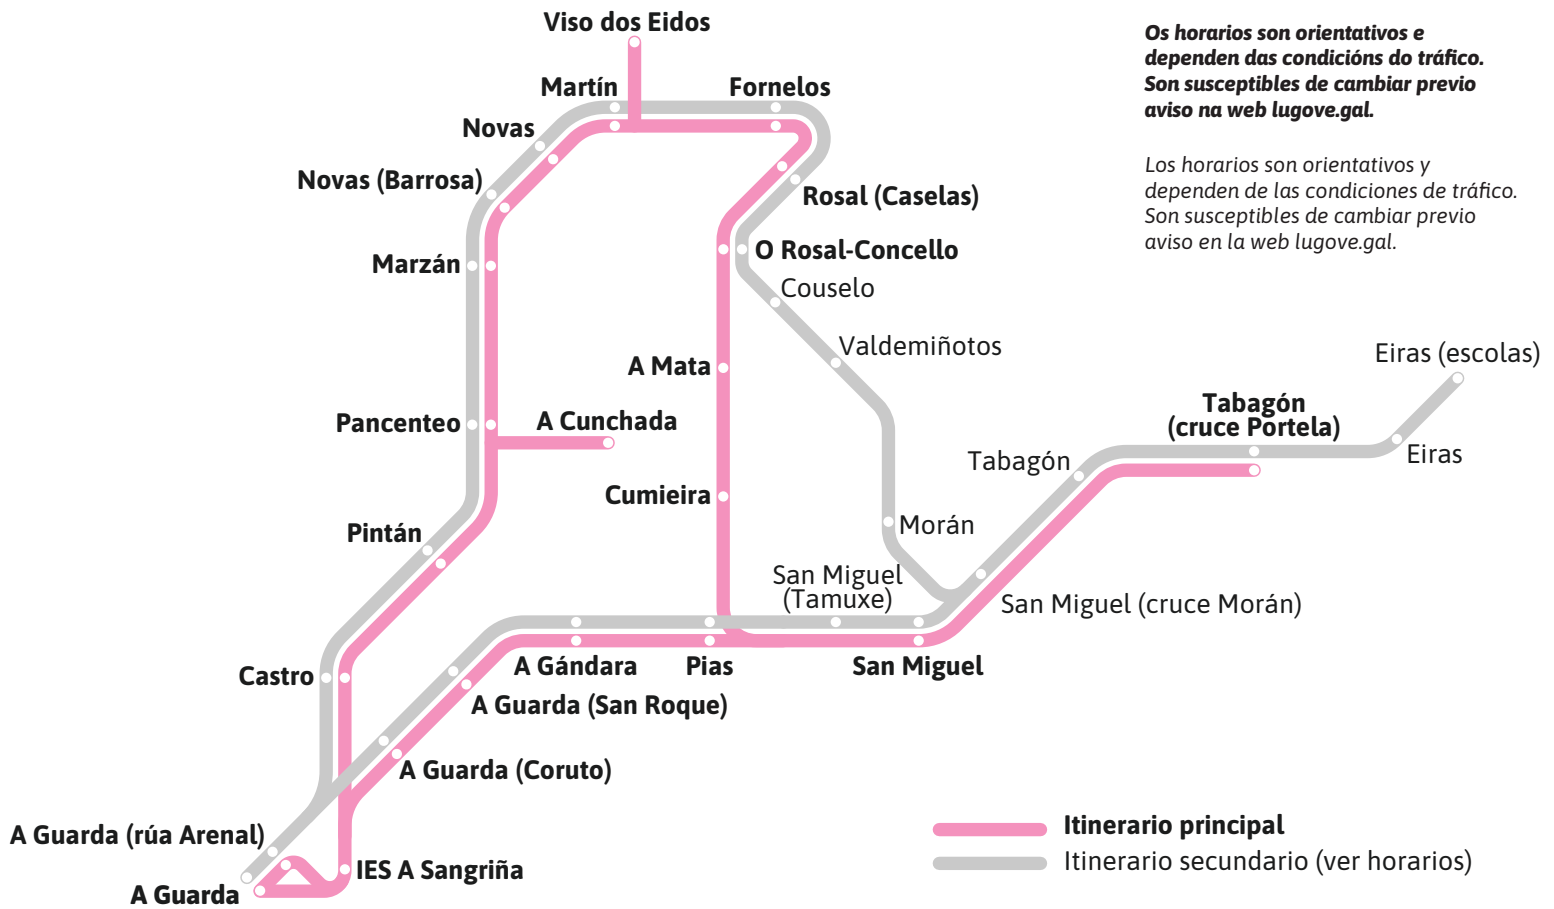 Viso dos Eidos
Martín
Fornelos
Novas
Novas (Barrosa)
Rosal (Caselas)
O Rosal-Concello
Marzán
Couselo
Valdemiñotos
A Mata
Pancenteo
A Cunchada
Cumieira
Pintán
Morán
San Miguel
(Tamuxe)
Tabagón
Tabagón
(cruce Portela)
Eiras (escolas)
Eiras
San Miguel (cruce Morán)
Castro
A Gándara
Pias
San Miguel
A Guarda (San Roque)
A Guarda (Coruto)
A Guarda (rúa Arenal)
IES A Sangriña
A Guarda
Os horarios son orientativos e
dependen das condicións do tráfico.
Son susceptibles de cambiar previo
aviso na web lugove.gal.
Los horarios son orientativos y
dependen de las condiciones de tráfico.
Son susceptibles de cambiar previo
aviso en la web lugove.gal.
Itinerario principal
Itinerario secundario (ver horarios)